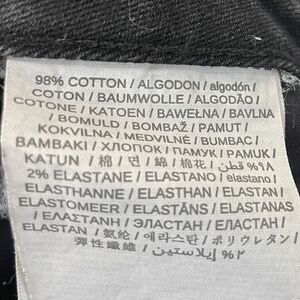 98% COTTON / ALGODON / algodón /
COTON / BAUMWOLLE / ALGODÃO /
COTONE / KATOEN / BAWEŁNA / BAVLNA
/ BOMULD / BOMBAŽ / PAMUT /
KOKVILNA / MEDVILNĖ / BUMBAC /
BAMBAKI / ХЛОПОК / ПАМУК / PAMUK /
KATUN / 棉 / 면 / 綿 / 棉花 / قطن ٩٨%
2% ELASTANE / ELASTANO / elastano /
ELASTHANNE / ELASTHAN / ELASTAN /
ELASTOMEER / ELASTĀNS / ELASTANAS
/ ΕΛΑΣΤΑΝΗ / ЭЛАСТАН / ЕЛАСТАН /
ELASTAN / 氨纶 / 에라스탄 / ポリウレタン /
彈性纖維 / إيلاستين ٢%